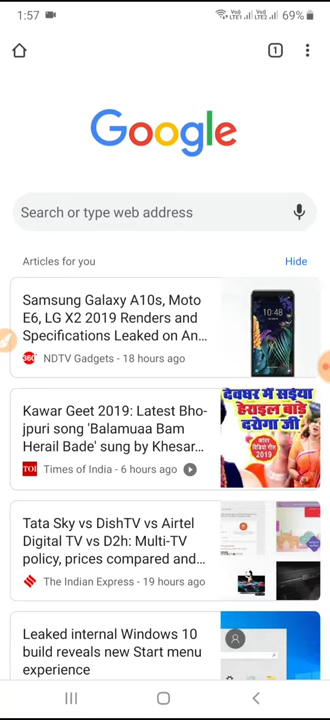 1:57
69%
1
Google
Search or type web address
Articles for you
Hide
Samsung Galaxy A10s, Moto
E6, LG X2 2019 Renders and
Specifications Leaked on An...
10:48
360
NDTV Gadgets - 18 hours ago
Kawar Geet 2019: Latest Bho-
jpuri song 'Balamuaa Bam
Herail Bade' sung by Khesar...
TOI
Times of India - 6 hours ago
देवघर में सईया
हेराइल बाड़े
दरोगा जी
2019
Tata Sky vs DishTV vs Airtel
Digital TV vs D2h: Multi-TV
policy, prices compared and...
The Indian Express - 19 hours ago
Leaked internal Windows 10
build reveals new Start menu
experience